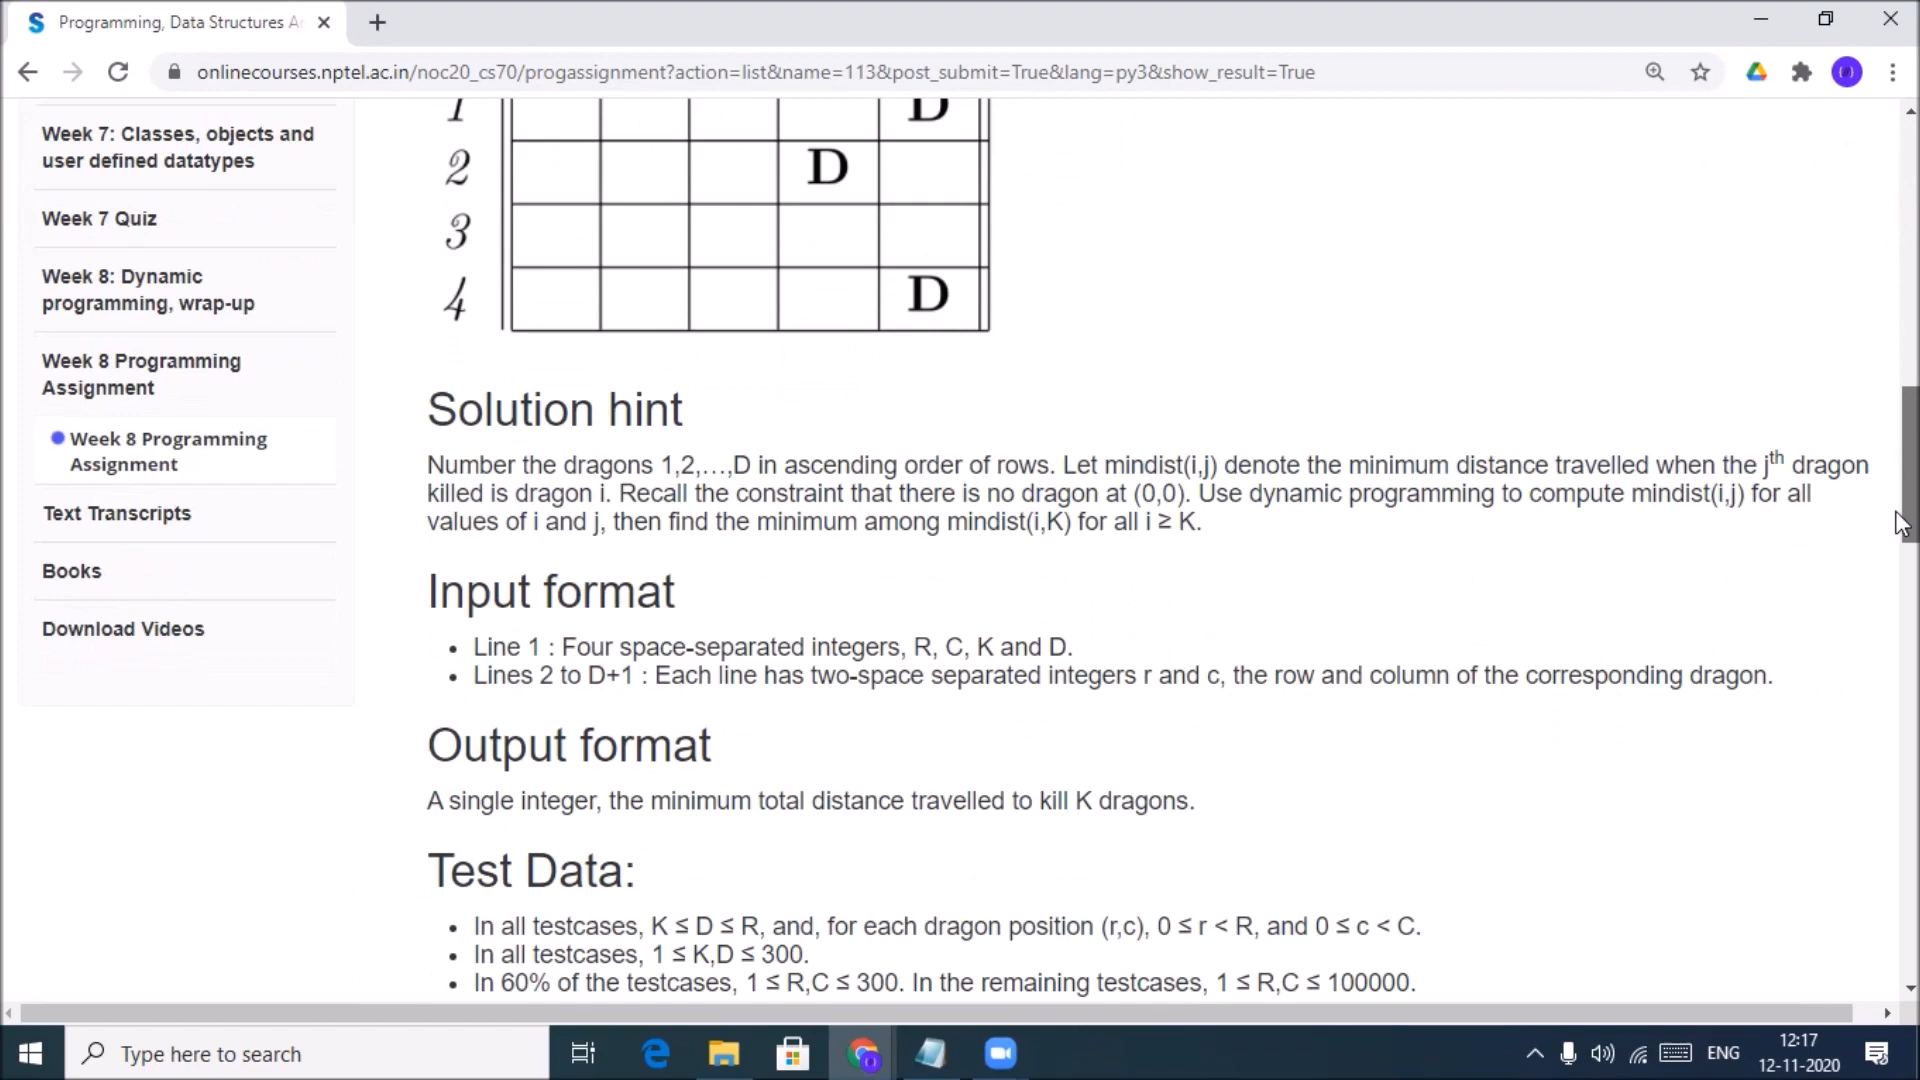 Programming, Data Structures A
onlinecourses.nptel.ac.in/noc20_cs70/progassignment?action=list&name=113&post_submit=True&lang=py3&show_result=True
Week 7: Classes, objects and
user defined datatypes
Week 7 Quiz
Week 8: Dynamic
programming, wrap-up
Week 8 Programming
Assignment
Week 8 Programming
Assignment
Text Transcripts
Books
Download Videos
1 D
2 D
3
4 D
Solution hint
Number the dragons 1,2,…,D in ascending order of rows. Let mindist(i,j) denote the minimum distance travelled when the jth dragon
killed is dragon i. Recall the constraint that there is no dragon at (0,0). Use dynamic programming to compute mindist(i,j) for all
values of i and j, then find the minimum among mindist(i,K) for all i ≥ K.
Input format
• Line 1 : Four space-separated integers, R, C, K and D.
• Lines 2 to D+1 : Each line has two-space separated integers r and c, the row and column of the corresponding dragon.
Output format
A single integer, the minimum total distance travelled to kill K dragons.
Test Data:
• In all testcases, K ≤ D ≤ R, and, for each dragon position (r,c), 0 ≤ r < R, and 0 ≤ c < C.
• In all testcases, 1 ≤ K,D ≤ 300.
• In 60% of the testcases, 1 ≤ R,C ≤ 300. In the remaining testcases, 1 ≤ R,C ≤ 100000.
Type here to search
ENG
12:17
12-11-2020